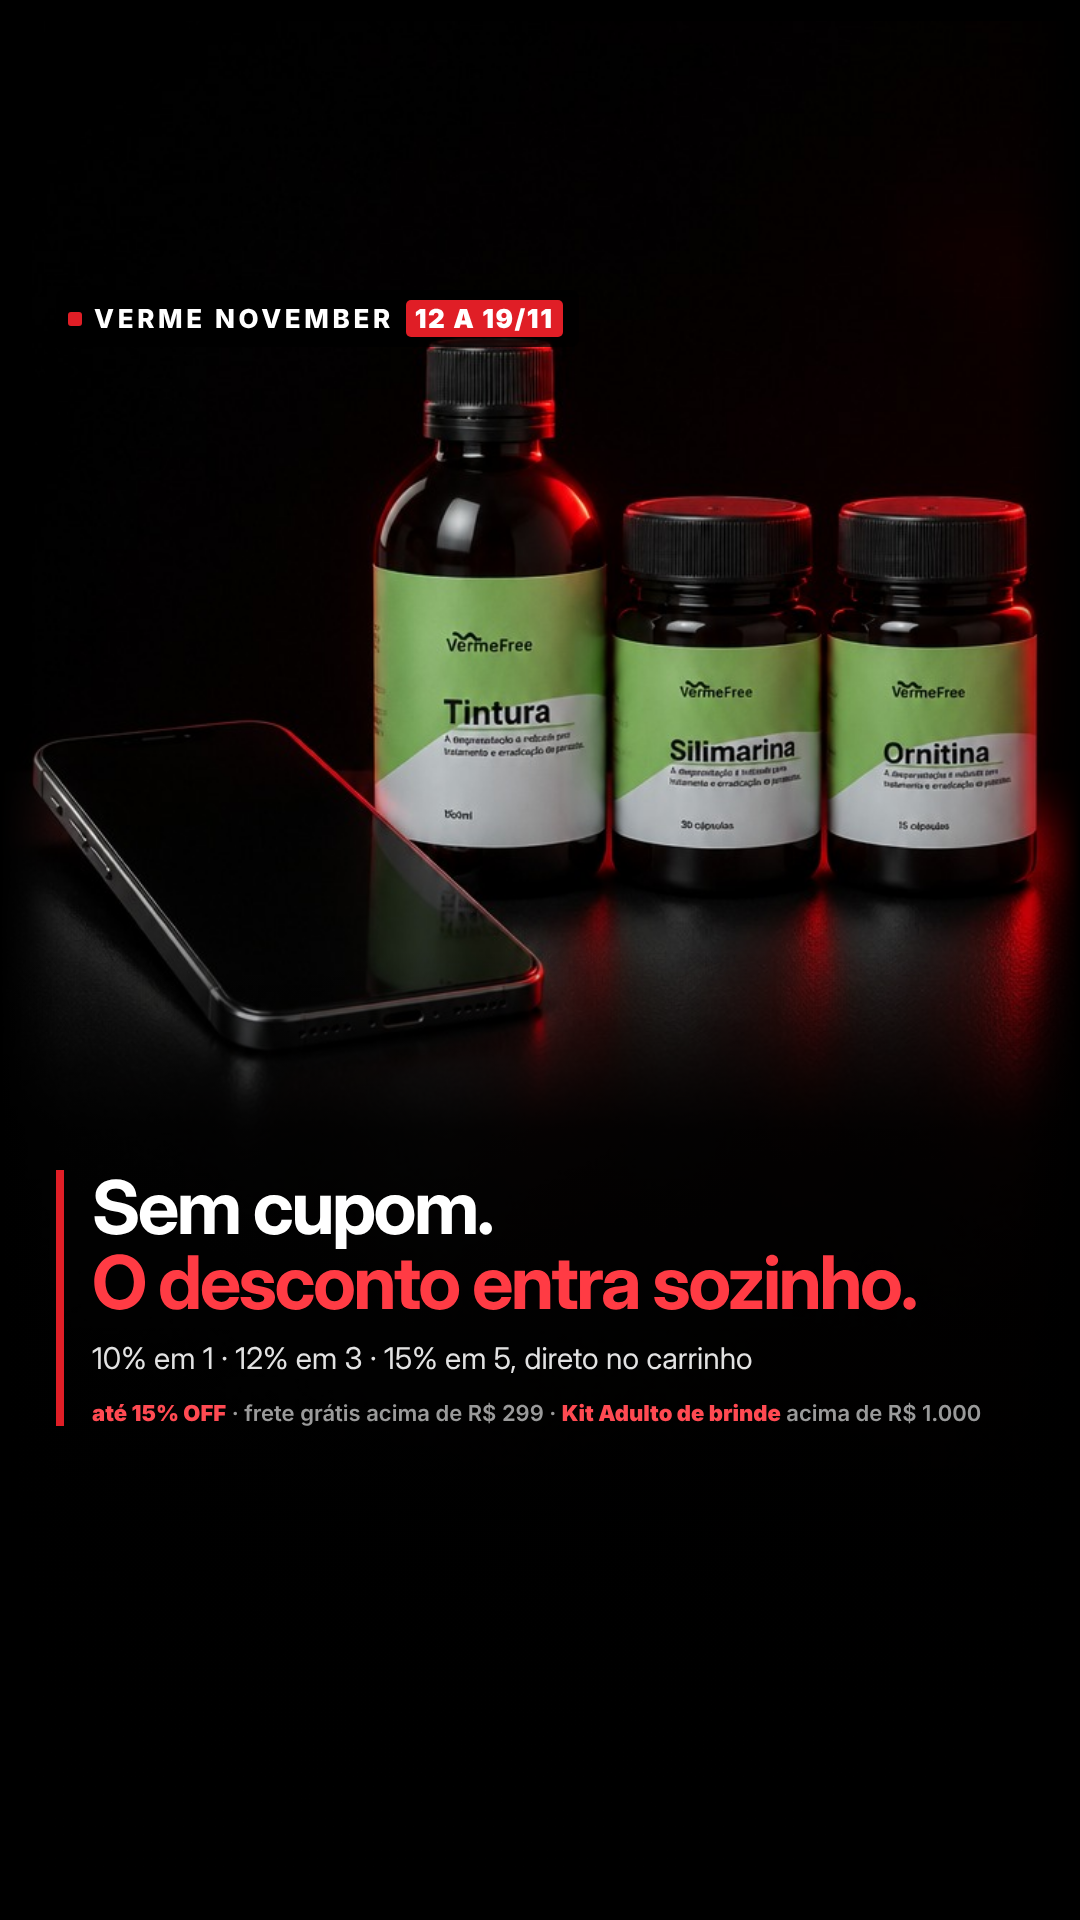 VERME NOVEMBER 12 A 19/11
VermeFree
Tintura
VermeFree
Silimarina
30 cápsulas
VermeFree
Ornitina
15 cápsulas
Sem cupom.
O desconto entra sozinho.
10% em 1 · 12% em 3 · 15% em 5, direto no carrinho
até 15% OFF · frete grátis acima de R$ 299 · Kit Adulto de brinde acima de R$ 1.000